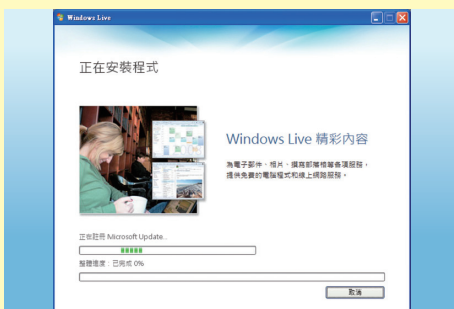 Windows Live
正在安裝程式
Windows Live 精彩內容
為電子郵件、相片、撰寫部落格等各項服務，
提供免費的電腦程式和線上網路服務。
正在註冊 Microsoft Update...
整體進度：已完成 0%
取消